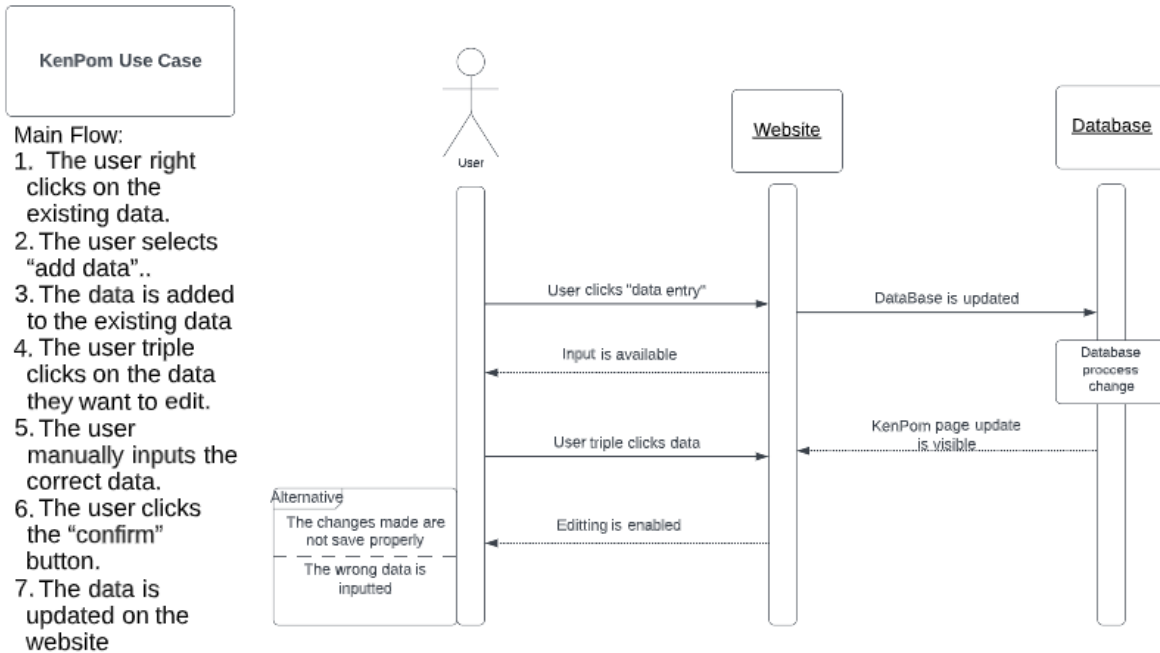 KenPom Use Case
Main Flow:
1. The user right
clicks on the
existing data.
2. The user selects
“add data”..
3. The data is added
to the existing data
4. The user triple
clicks on the data
they want to edit.
5. The user
manually inputs the
correct data.
6. The user clicks
the “confirm”
button.
7. The data is
updated on the
website
User
Website
Database
User clicks "data entry"
DataBase is updated
Input is available
Database
proccess
change
User triple clicks data
KenPom page update
is visible
Alternative
The changes made are
not save properly
The wrong data is
inputted
Editting is enabled